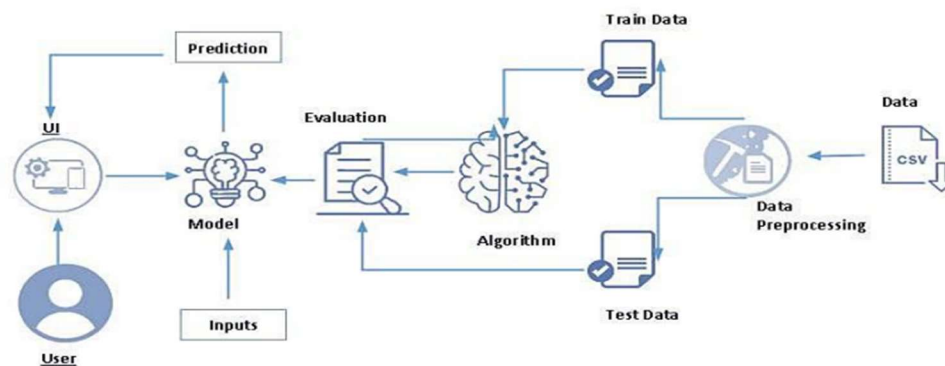 Train Data
Prediction
Data
UI
Evaluation
CSV
Model
Algorithm
Data
Preprocessing
Inputs
Test Data
User